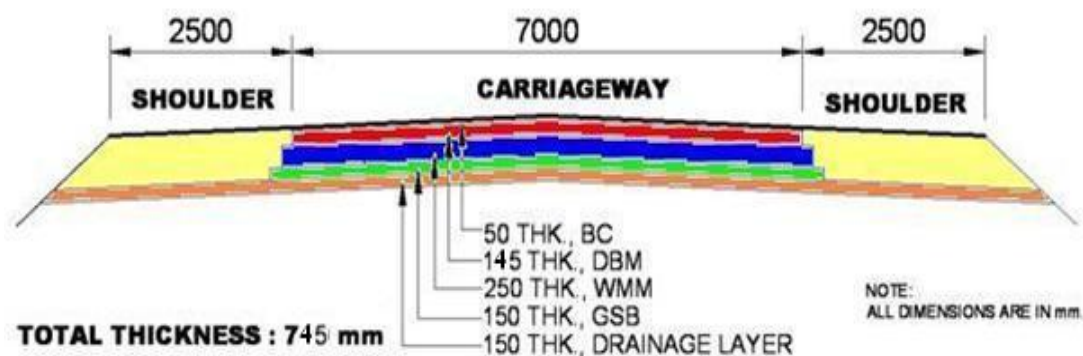 2500 7000 2500
SHOULDER CARRIAGEWAY SHOULDER
50 THK., BC
145 THK., DBM
250 THK., WMM
150 THK., GSB
150 THK., DRAINAGE LAYER
NOTE:
ALL DIMENSIONS ARE IN mm.
TOTAL THICKNESS : 745 mm